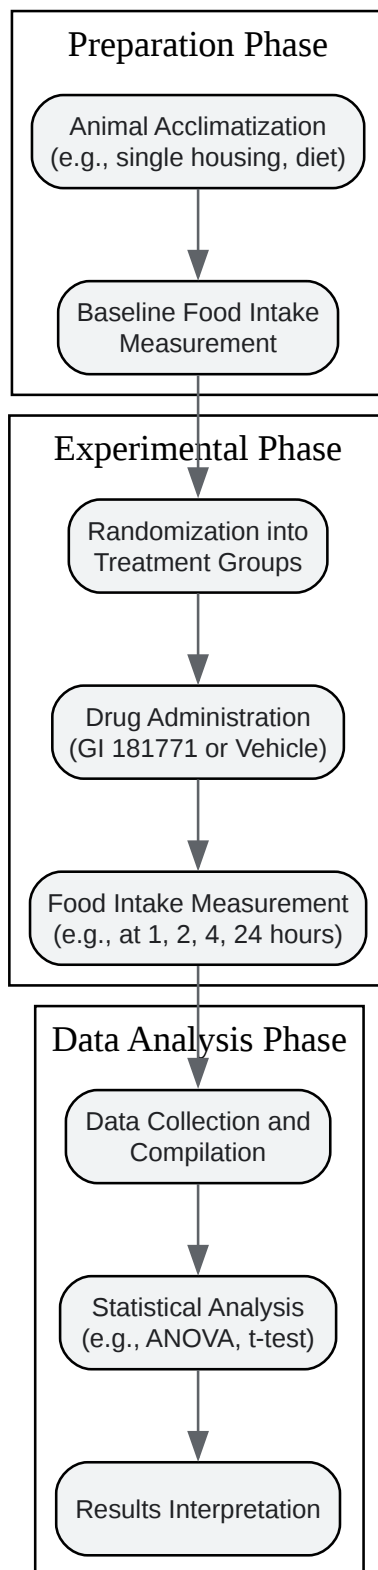 Preparation Phase
Animal Acclimatization
(e.g., single housing, diet)
Baseline Food Intake
Measurement
Experimental Phase
Randomization into
Treatment Groups
Drug Administration
(GI 181771 or Vehicle)
Food Intake Measurement
(e.g., at 1, 2, 4, 24 hours)
Data Analysis Phase
Data Collection and
Compilation
Statistical Analysis
(e.g., ANOVA, t-test)
Results Interpretation